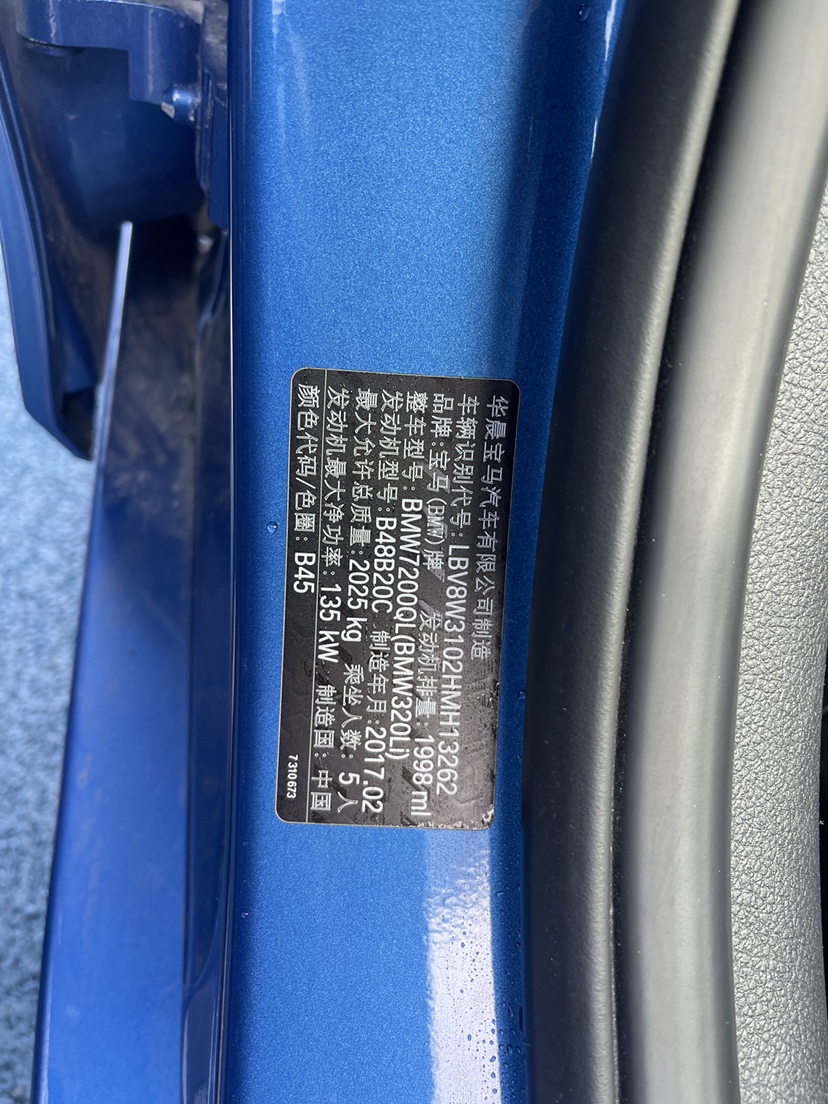 华晨宝马汽车有限公司制造
车辆识别代号: LBV8W3102HMH13262
品牌: 宝马(BMW)牌 发动机排量: 1998 ml
整车型号: BMW7200QL(BMW320Li)
发动机型号: B48B20C 制造年月: 2017.02
最大允许总质量: 2025 kg 乘坐人数: 5 人
发动机最大净功率: 135 kW 制造国: 中国
颜色代码/色圈: B45
7 310 673